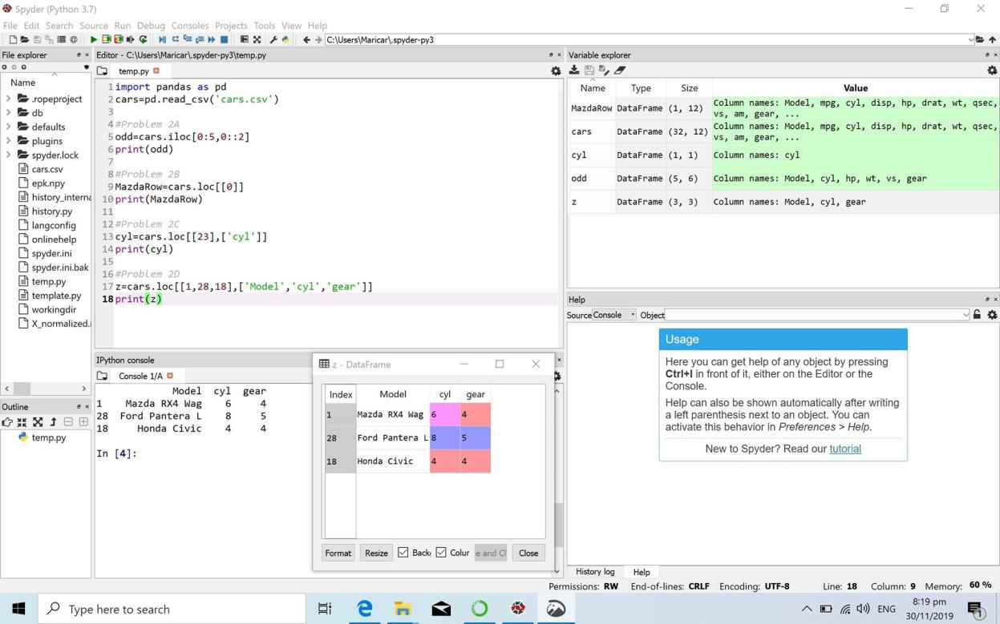 Spyder (Python 3.7)
File Edit Search Source Run Debug Consoles Projects Tools View Help
C:\Users\Maricar\.spyder-py3
File explorer
Name
.ropeproject
db
defaults
plugins
spyder.lock
cars.csv
epk.npy
history_interna
history.py
langconfig
onlinehelp
spyder.ini
spyder.ini.bak
temp.py
template.py
workingdir
X_normalized.
Outline
temp.py
Editor - C:\Users\Maricar\.spyder-py3\temp.py
temp.py
1 import pandas as pd
2 cars=pd.read_csv('cars.csv')
3
4 #Problem 2A
5 odd=cars.iloc[0:5,0::2]
6 print(odd)
7
8 #Problem 2B
9 MazdaRow=cars.loc[[0]]
10 print(MazdaRow)
11
12 #Problem 2C
13 cyl=cars.loc[[23],['cyl']]
14 print(cyl)
15
16 #Problem 2D
17 z=cars.loc[[1,28,18],['Model','cyl','gear']]
18 print(z)
IPython console
Console 1/A
Model cyl gear
1 Mazda RX4 Wag 6 4
28 Ford Pantera L 8 5
18 Honda Civic 4 4
In [4]:
z - DataFrame
Index Model cyl gear
1 Mazda RX4 Wag 6 4
28 Ford Pantera L 8 5
18 Honda Civic 4 4
Format Resize Back Colur e and Cl Close
Variable explorer
Name Type Size Value
MazdaRow DataFrame (1, 12) Column names: Model, mpg, cyl, disp, hp, drat, wt, qsec,
vs, am, gear, ...
cars DataFrame (32, 12) Column names: Model, mpg, cyl, disp, hp, drat, wt, qsec,
vs, am, gear, ...
cyl DataFrame (1, 1) Column names: cyl
odd DataFrame (5, 6) Column names: Model, cyl, hp, wt, vs, gear
z DataFrame (3, 3) Column names: Model, cyl, gear
Help
Source Console Object
Usage
Here you can get help of any object by pressing
Ctrl+I in front of it, either on the Editor or the
Console.
Help can also be shown automatically after writing
a left parenthesis next to an object. You can
activate this behavior in Preferences > Help.
New to Spyder? Read our tutorial
History log Help
Permissions: RW End-of-lines: CRLF Encoding: UTF-8 Line: 18 Column: 9 Memory: 60 %
Type here to search
ENG
8:19 pm
30/11/2019
1